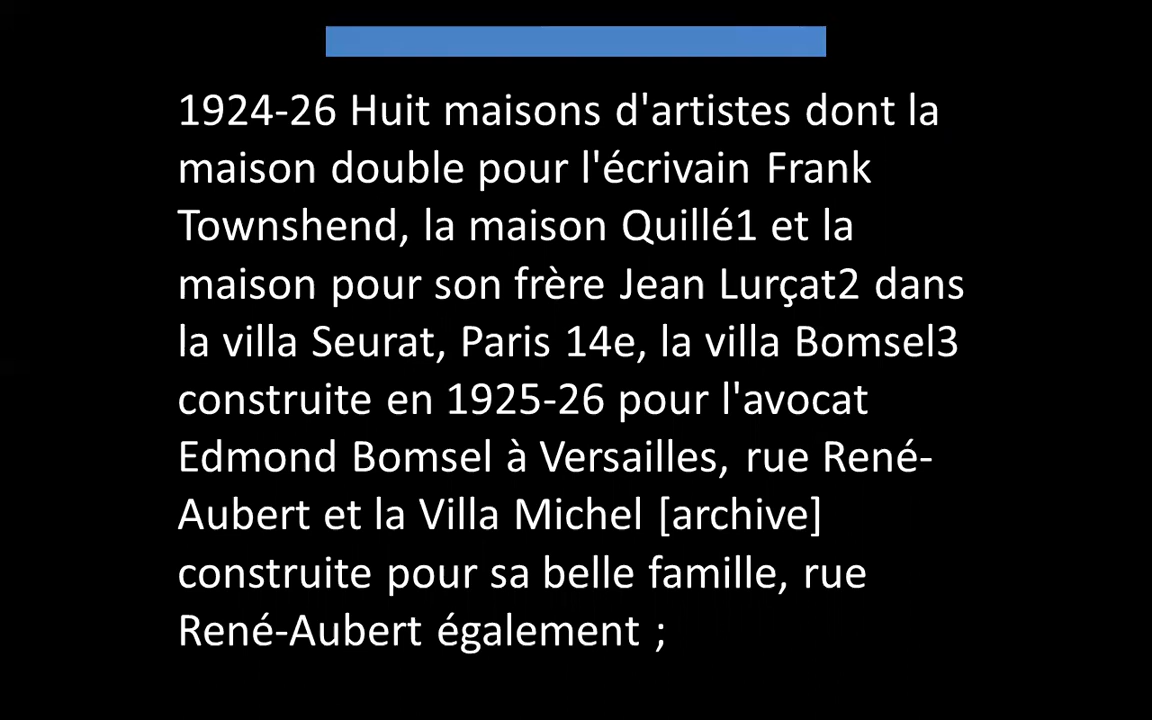 1924-26 Huit maisons d'artistes dont la
maison double pour l'écrivain Frank
Townshend, la maison Quillé1 et la
maison pour son frère Jean Lurçat2 dans
la villa Seurat, Paris 14e, la villa Bomsel3
construite en 1925-26 pour l'avocat
Edmond Bomsel à Versailles, rue René-
Aubert et la Villa Michel [archive]
construite pour sa belle famille, rue
René-Aubert également ;